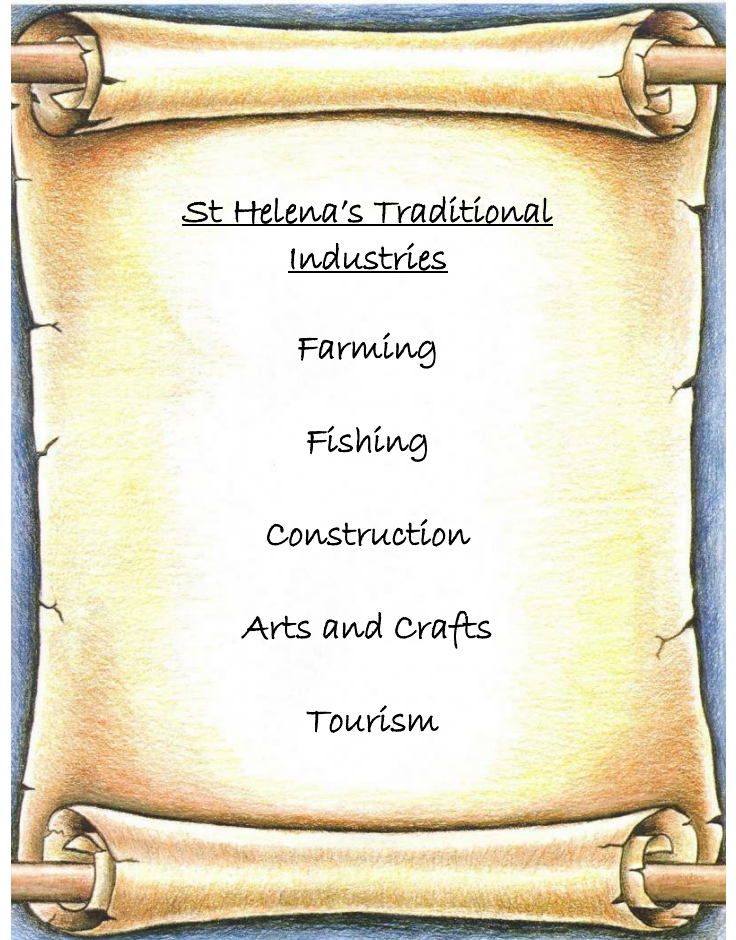 St Helena's Traditional
Industries
Farming
Fishing
Construction
Arts and Crafts
Tourism